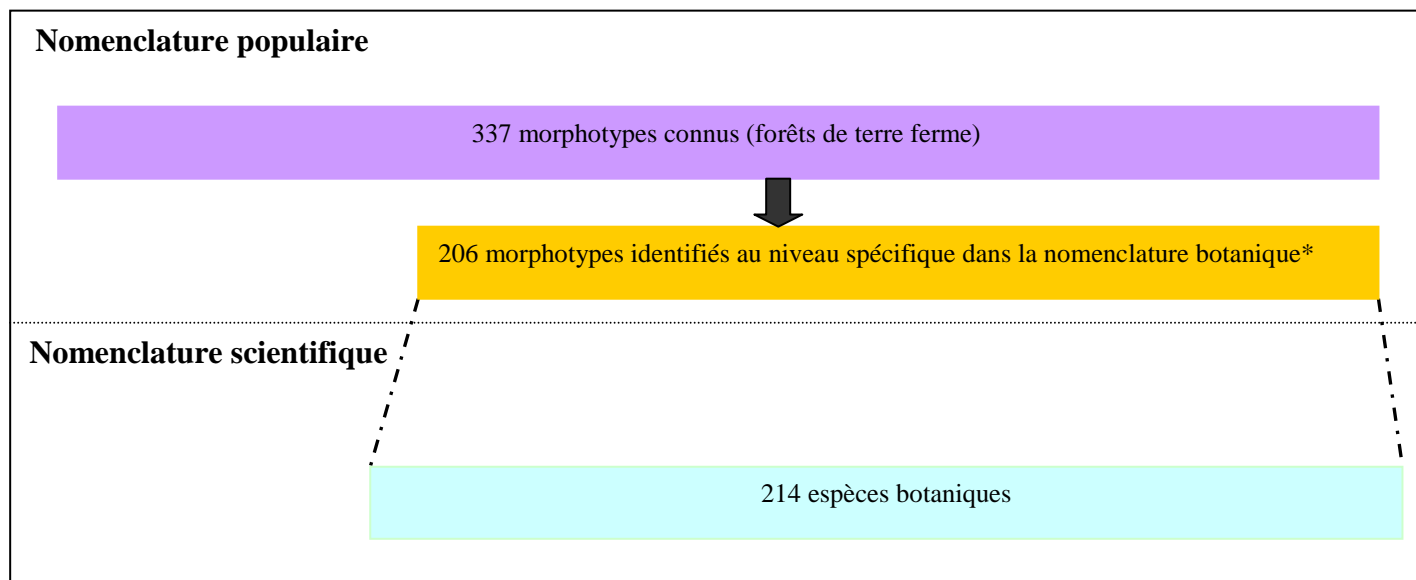 Nomenclature populaire
337 morphotypes connus (forêts de terre ferme)
206 morphotypes identifiés au niveau spécifique dans la nomenclature botanique*
Nomenclature scientifique
214 espèces botaniques